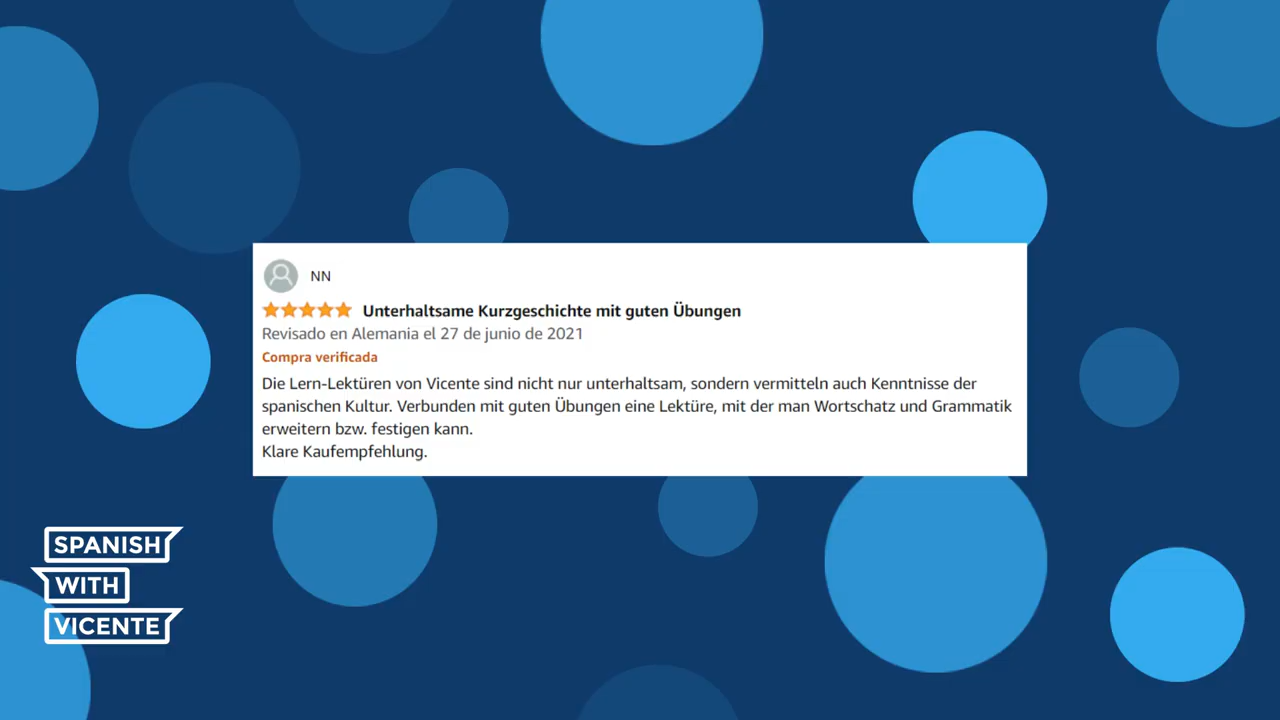 NN
Unterhaltsame Kurzgeschichte mit guten Übungen
Revisado en Alemania el 27 de junio de 2021
Compra verificada
Die Lern-Lektüren von Vicente sind nicht nur unterhaltsam, sondern vermitteln auch Kenntnisse der
spanischen Kultur. Verbunden mit guten Übungen eine Lektüre, mit der man Wortschatz und Grammatik
erweitern bzw. festigen kann.
Klare Kaufempfehlung.
SPANISH
WITH
VICENTE